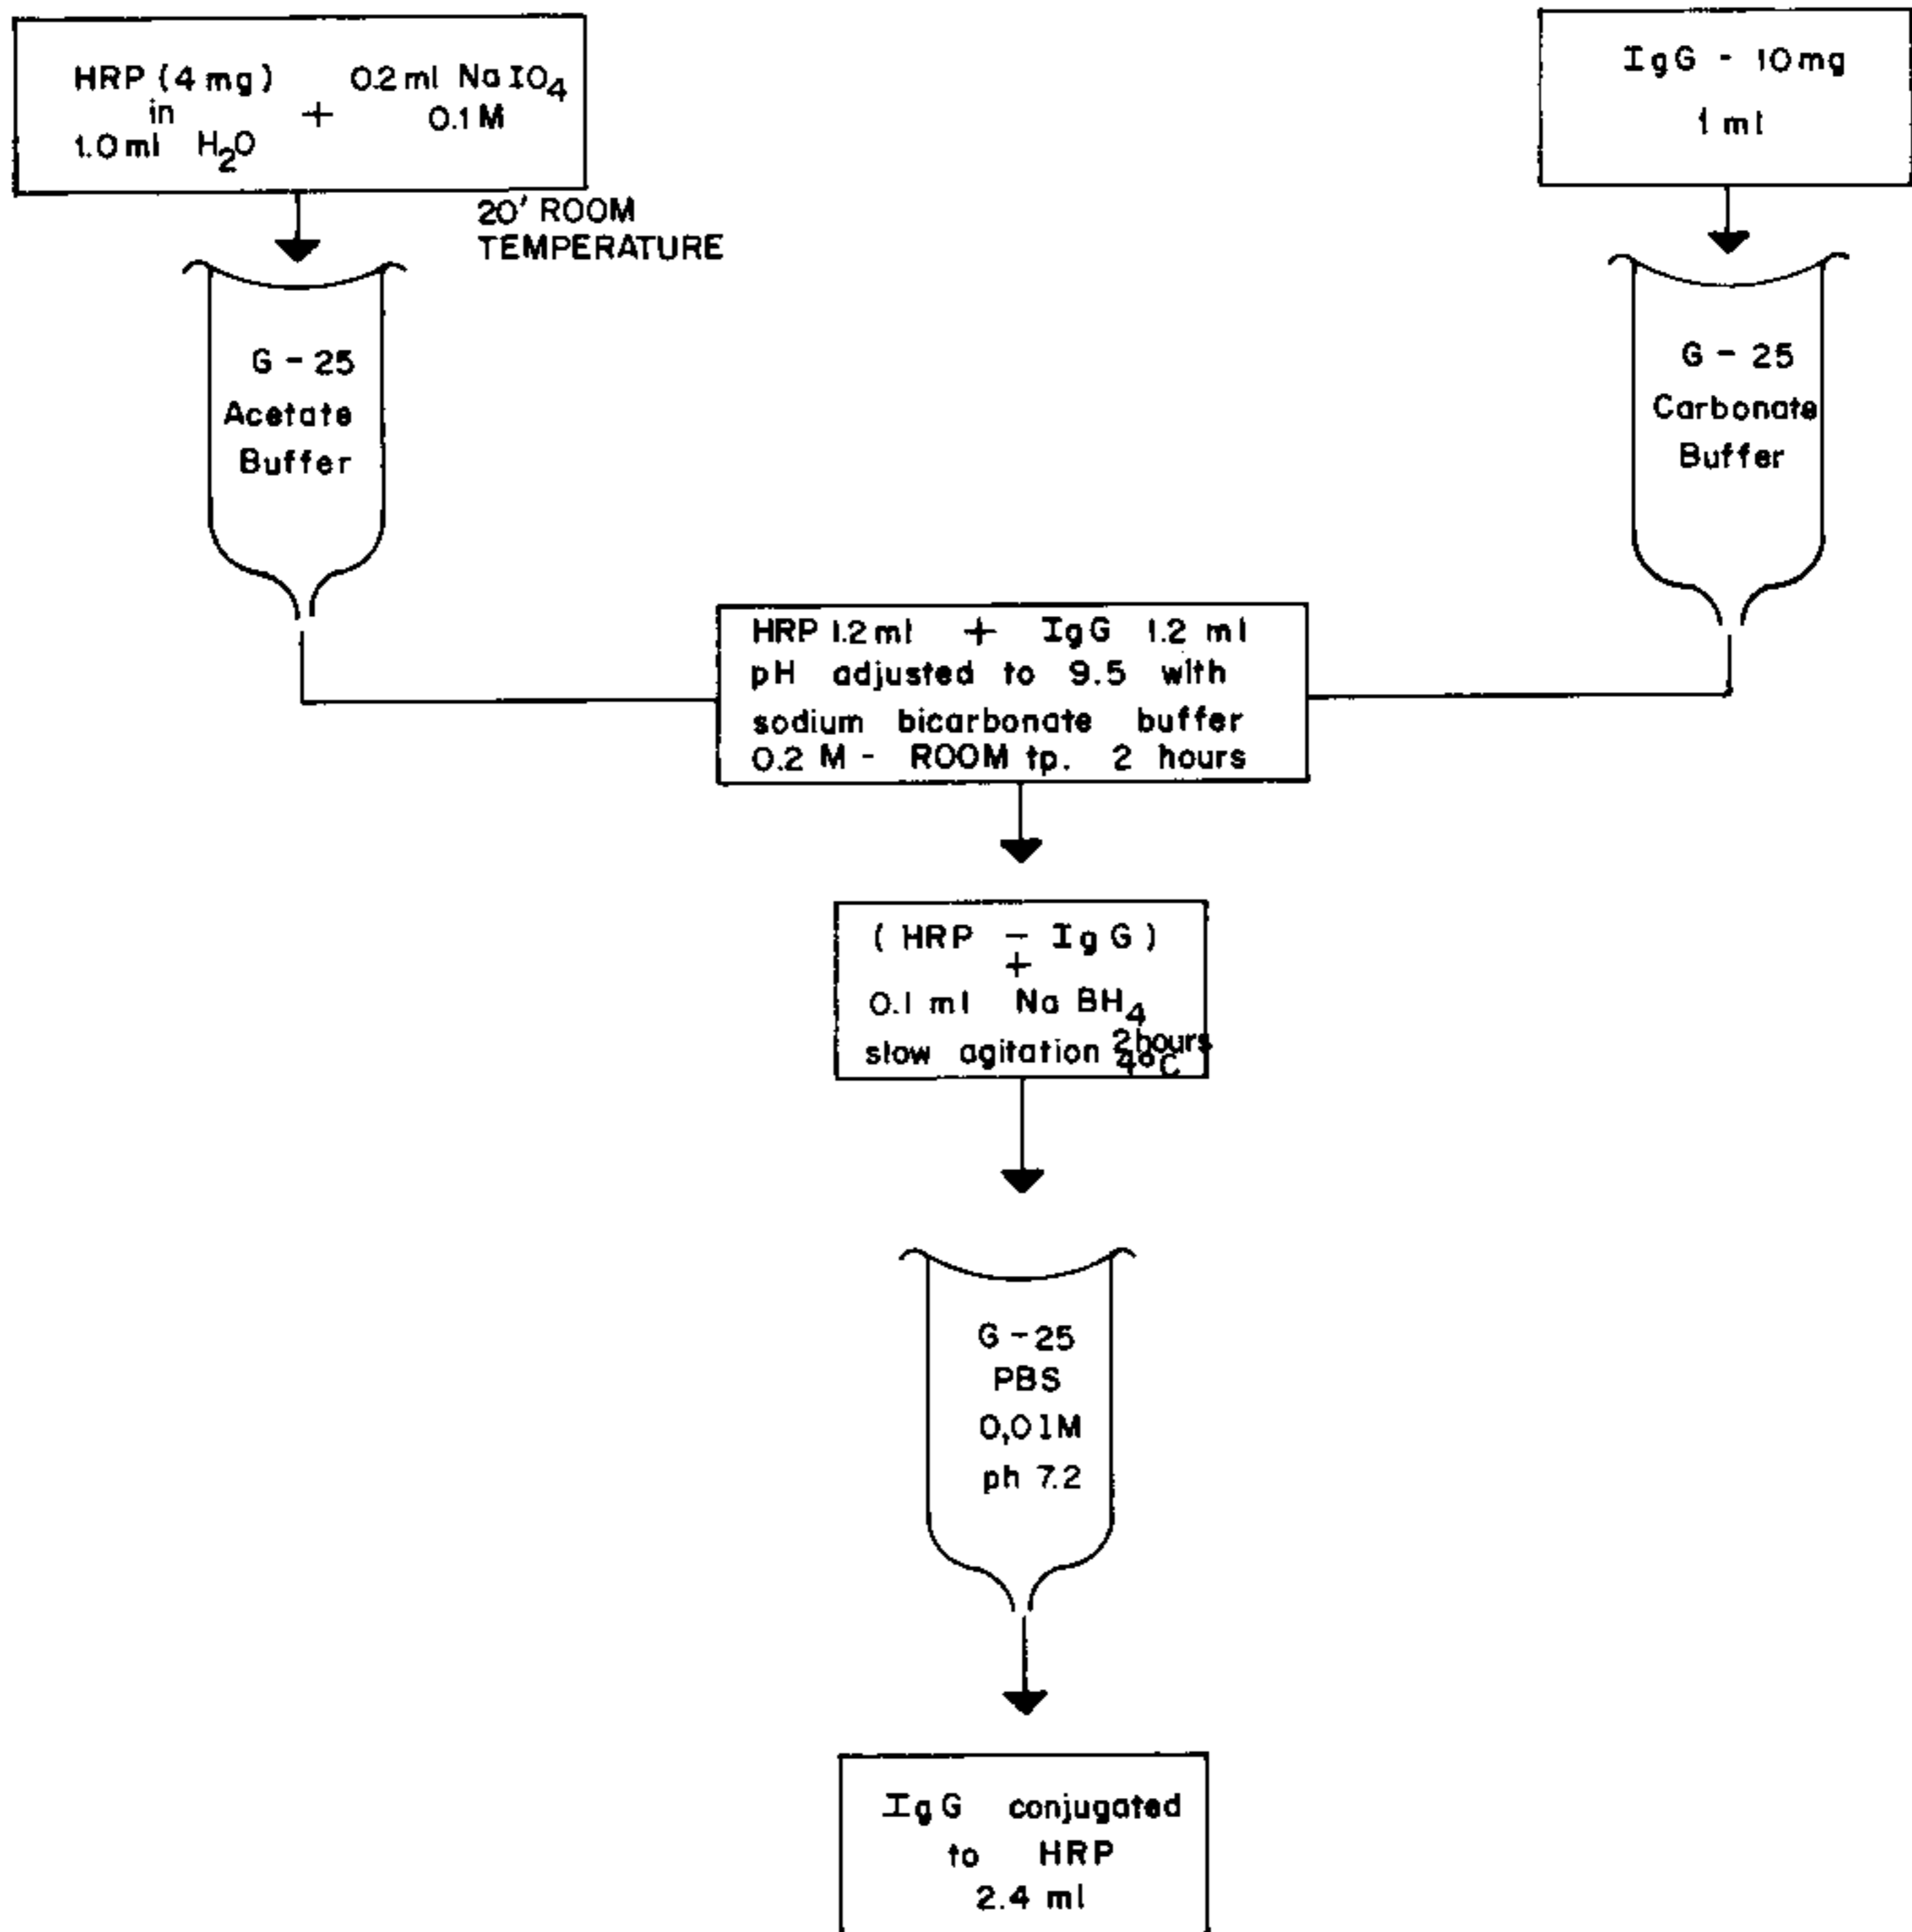 HRP (4 mg) + 0.2 ml NaIO4
in 0.1 M
1.0 ml H2O
20' ROOM
TEMPERATURE
G - 25
Acetate
Buffer
IgG - 10 mg
1 ml
G - 25
Carbonate
Buffer
HRP 1.2 ml + IgG 1.2 ml
pH adjusted to 9.5 with
sodium bicarbonate buffer
0.2 M - ROOM tp. 2 hours
( HRP - IgG )
+
0.1 ml Na BH4
slow agitation 2 hours
4°C
G - 25
PBS
0,01M
ph 7.2
IgG conjugated
to HRP
2.4 ml